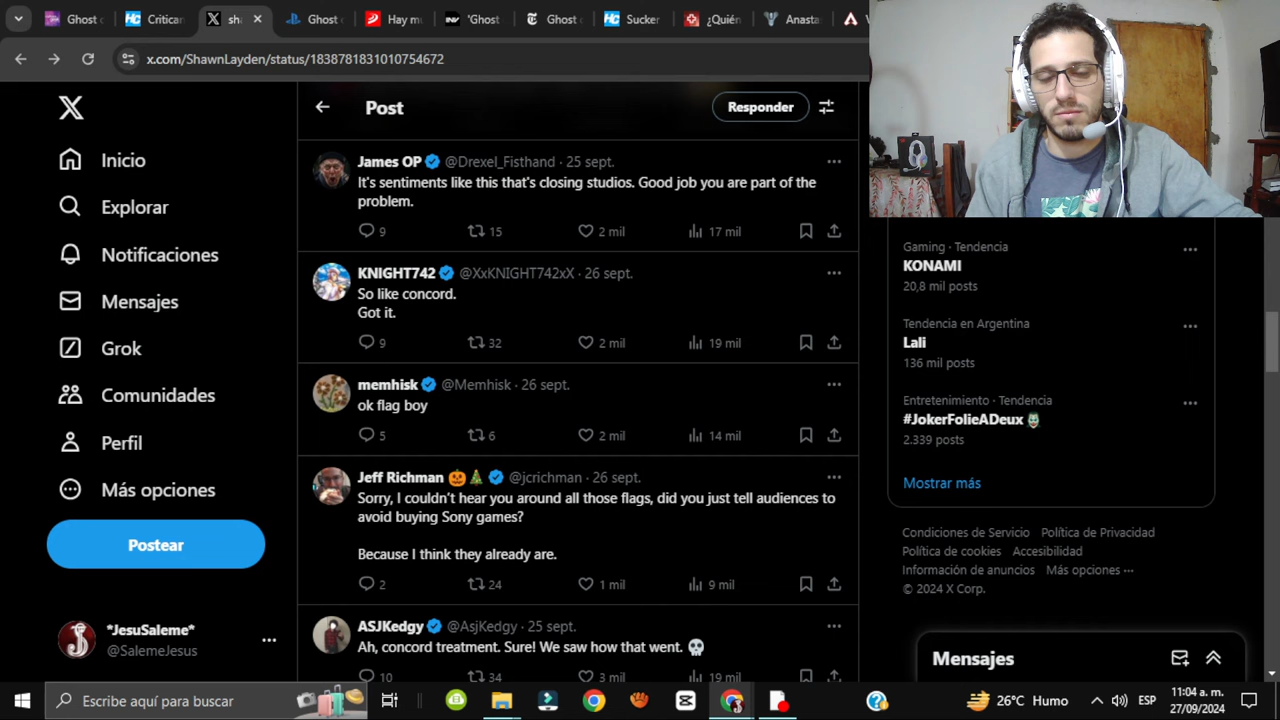 Ghost
Critican
sha
Ghost
Hay mu
'Ghost
Ghost
Sucker
¿Quién
Anasta
x.com/ShawnLayden/status/1838781831010754672
Inicio
Explorar
Notificaciones
Mensajes
Grok
Comunidades
Perfil
Más opciones
Postear
*JesuSaleme*
@SalemeJesus
Post
Responder
James OP @Drexel_Fisthand · 25 sept.
It's sentiments like this that's closing studios. Good job you are part of the
problem.
9 15 2 mil 17 mil
KNIGHT742 @XxKNIGHT742xX · 26 sept.
So like concord.
Got it.
9 32 2 mil 19 mil
memhisk @Memhisk · 26 sept.
ok flag boy
5 6 2 mil 14 mil
Jeff Richman 🎃🎄 @jcrichman · 26 sept.
Sorry, I couldn't hear you around all those flags, did you just tell audiences to
avoid buying Sony games?
Because I think they already are.
2 24 1 mil 9 mil
ASJKedgy @AsjKedgy · 25 sept.
Ah, concord treatment. Sure! We saw how that went. 💀
10 34 3 mil 19 mil
Gaming · Tendencia
KONAMI
20,8 mil posts
Tendencia en Argentina
Lali
136 mil posts
Entretenimiento · Tendencia
#JokerFolieADeux
2.339 posts
Mostrar más
Condiciones de Servicio Política de Privacidad
Política de cookies Accesibilidad
Información de anuncios Más opciones ···
© 2024 X Corp.
Mensajes
Escribe aquí para buscar
26°C Humo
ESP
11:04 a. m.
27/09/2024